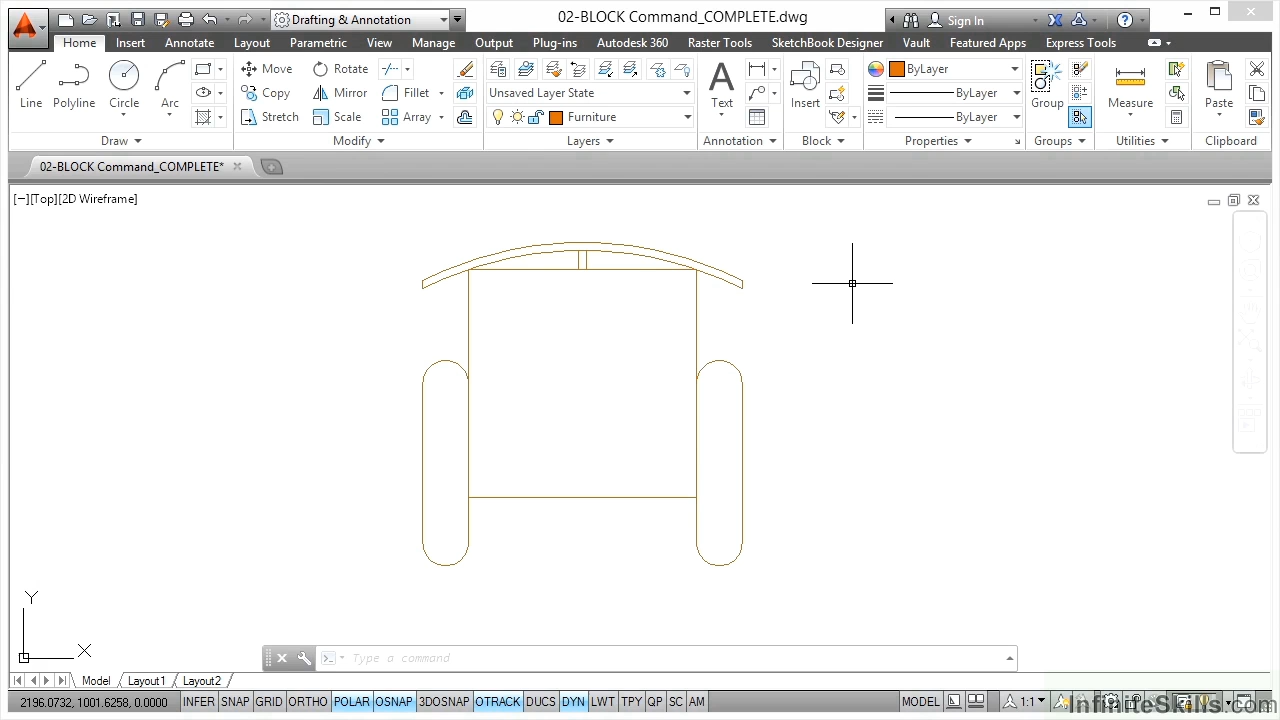 Drafting & Annotation 02-BLOCK Command_COMPLETE.dwg Sign In
Home Insert Annotate Layout Parametric View Manage Output Plug-ins Autodesk 360 Raster Tools SketchBook Designer Vault Featured Apps Express Tools
Move Rotate ByLayer
Copy Mirror Fillet Unsaved Layer State ByLayer
Line Polyline Circle Arc Text Insert Group Measure Paste
Stretch Scale Array Furniture ByLayer
Draw Modify Layers Annotation Block Properties Groups Utilities Clipboard
02-BLOCK Command_COMPLETE*
[−][Top][2D Wireframe]
Y
X
Type a command
Model Layout1 Layout2
2196.0732, 1001.6258, 0.0000 INFER SNAP GRID ORTHO POLAR OSNAP 3DOSNAP OTRACK DUCS DYN LWT TPY QP SC AM MODEL 1:1
InfiniteSkills.com